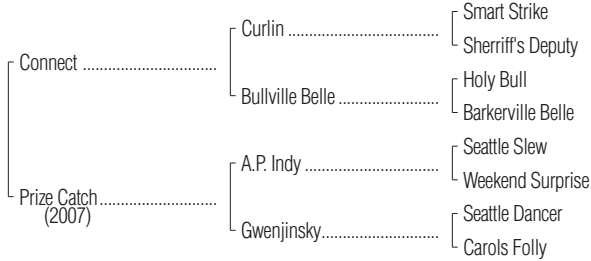 Smart Strike
Curlin
Sherriff's Deputy
Connect
Holy Bull
Bullville Belle
Barkerville Belle
Seattle Slew
A.P. Indy
Weekend Surprise
Prize Catch
(2007)
Seattle Dancer
Gwenjinsky
Carols Folly